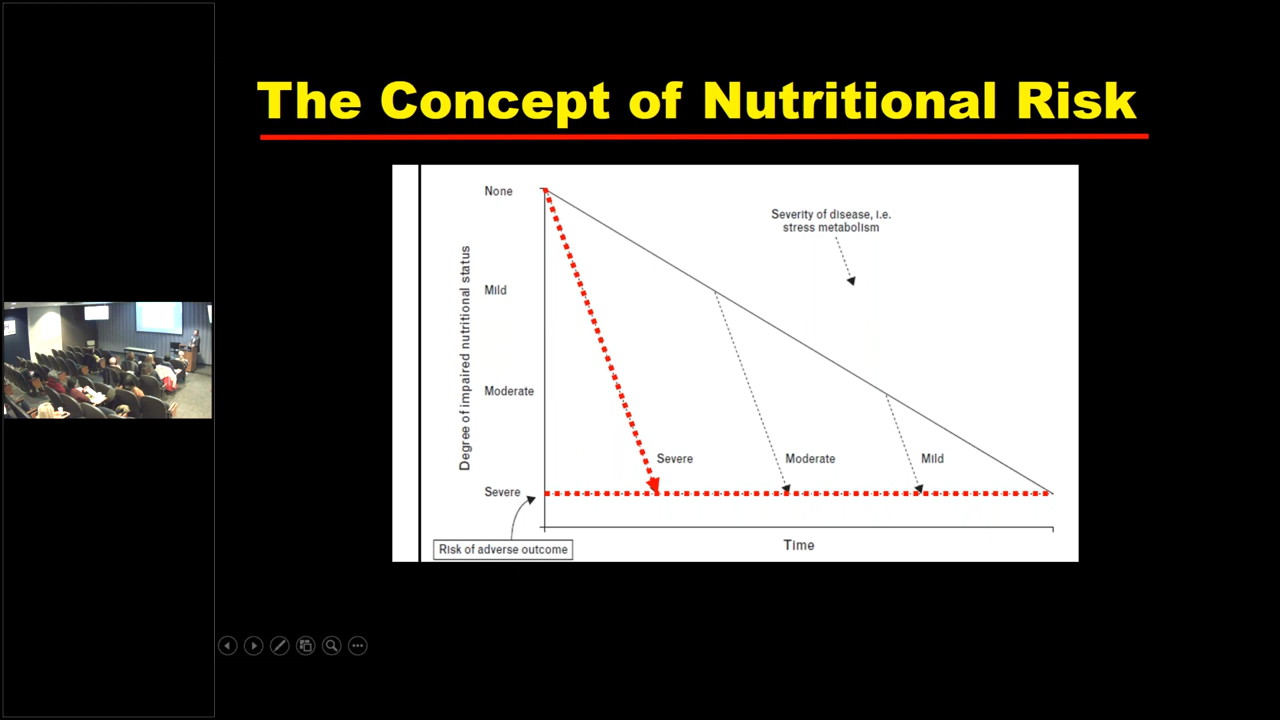 The Concept of Nutritional Risk
None
Severity of disease, i.e.
stress metabolism
Degree of impaired nutritional status
Mild
Moderate
Severe
Moderate
Mild
Severe
Risk of adverse outcome
Time